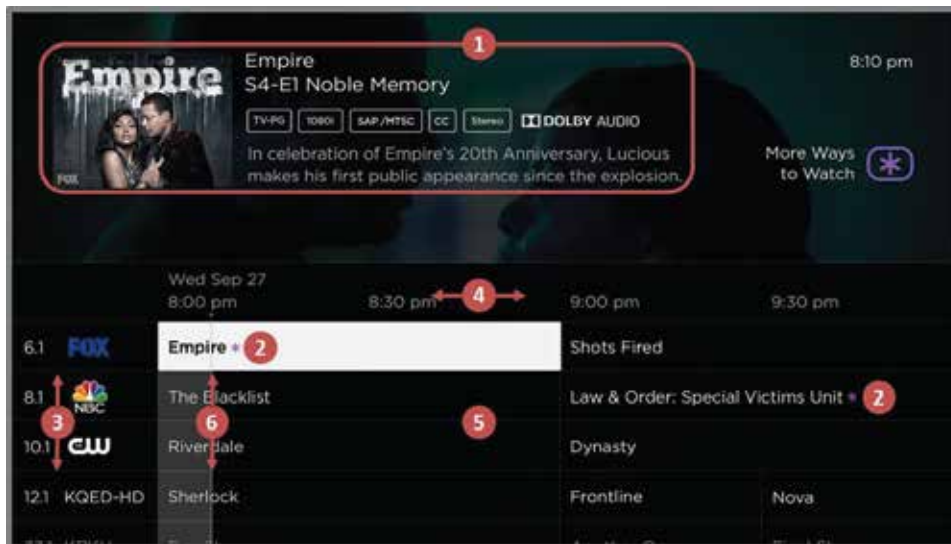 1
Empire
Empire
S4-E1 Noble Memory
8:10 pm
TV-PG 1080i SAP/MTSC CC Stereo DOLBY AUDIO
In celebration of Empire's 20th Anniversary, Lucious
makes his first public appearance since the explosion.
FOX
More Ways
to Watch
Wed Sep 27
8:00 pm 8:30 pm 4 9:00 pm 9:30 pm
6.1 FOX Empire * 2 Shots Fired
8.1 NBC The Blacklist Law & Order: Special Victims Unit * 2
3 6 5
10.1 CW Riverdale Dynasty
12.1 KQED-HD Sherlock Frontline Nova